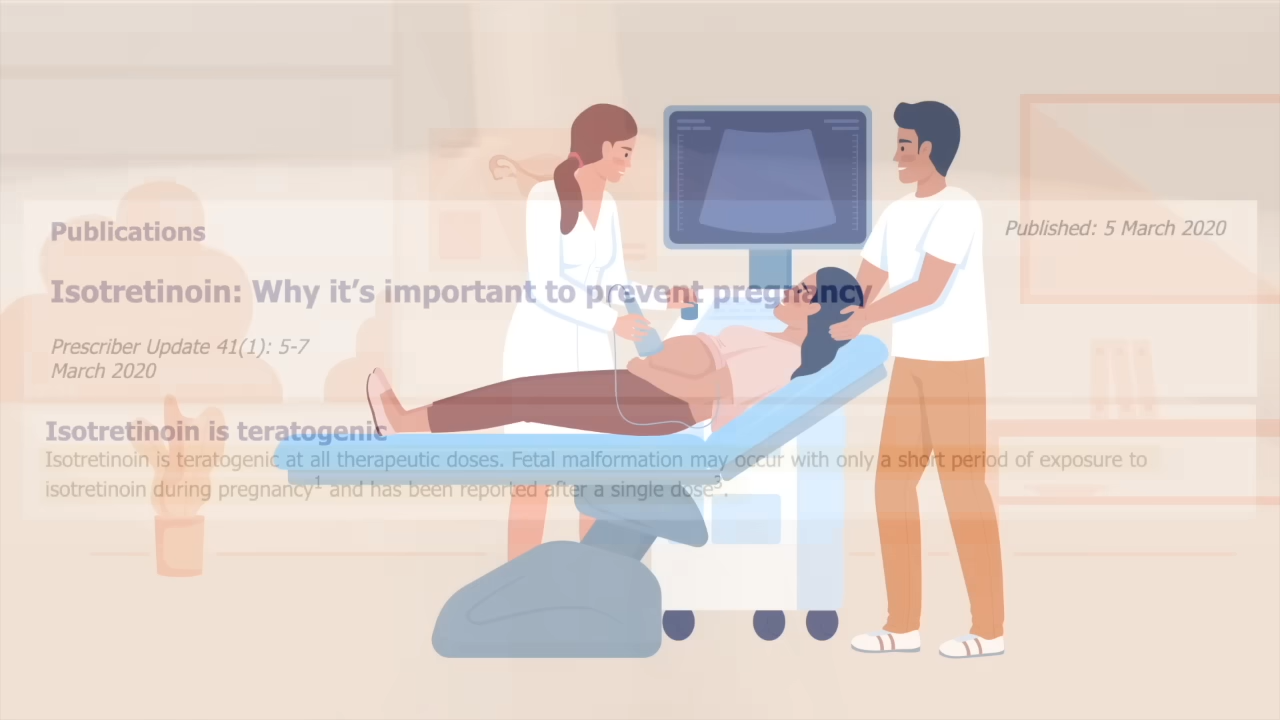 Publications
Published: 5 March 2020
Isotretinoin: Why it's important to prevent pregnancy
Prescriber Update 41(1): 5-7
March 2020
Isotretinoin is teratogenic
Isotretinoin is teratogenic at all therapeutic doses. Fetal malformation may occur with only a short period of exposure to
isotretinoin during pregnancy¹ and has been reported after a single dose³.